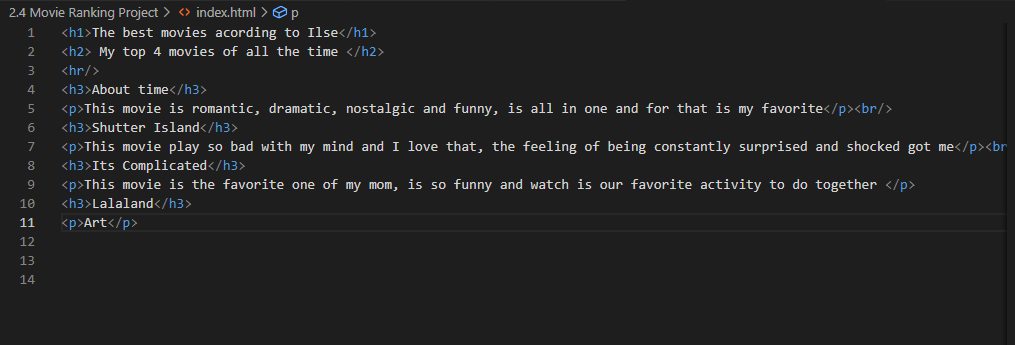 2.4 Movie Ranking Project > <> index.html > p
1 <h1>The best movies acording to Ilse</h1>
2 <h2> My top 4 movies of all the time </h2>
3 <hr/>
4 <h3>About time</h3>
5 <p>This movie is romantic, dramatic, nostalgic and funny, is all in one and for that is my favorite</p><br/>
6 <h3>Shutter Island</h3>
7 <p>This movie play so bad with my mind and I love that, the feeling of being constantly surprised and shocked got me</p><br
8 <h3>Its Complicated</h3>
9 <p>This movie is the favorite one of my mom, is so funny and watch is our favorite activity to do together </p>
10 <h3>Lalaland</h3>
11 <p>Art</p>
12
13
14